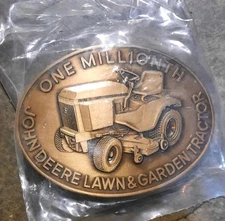 ONE MILLIONTH
JOHN DEERE LAWN & GARDEN TRACTOR